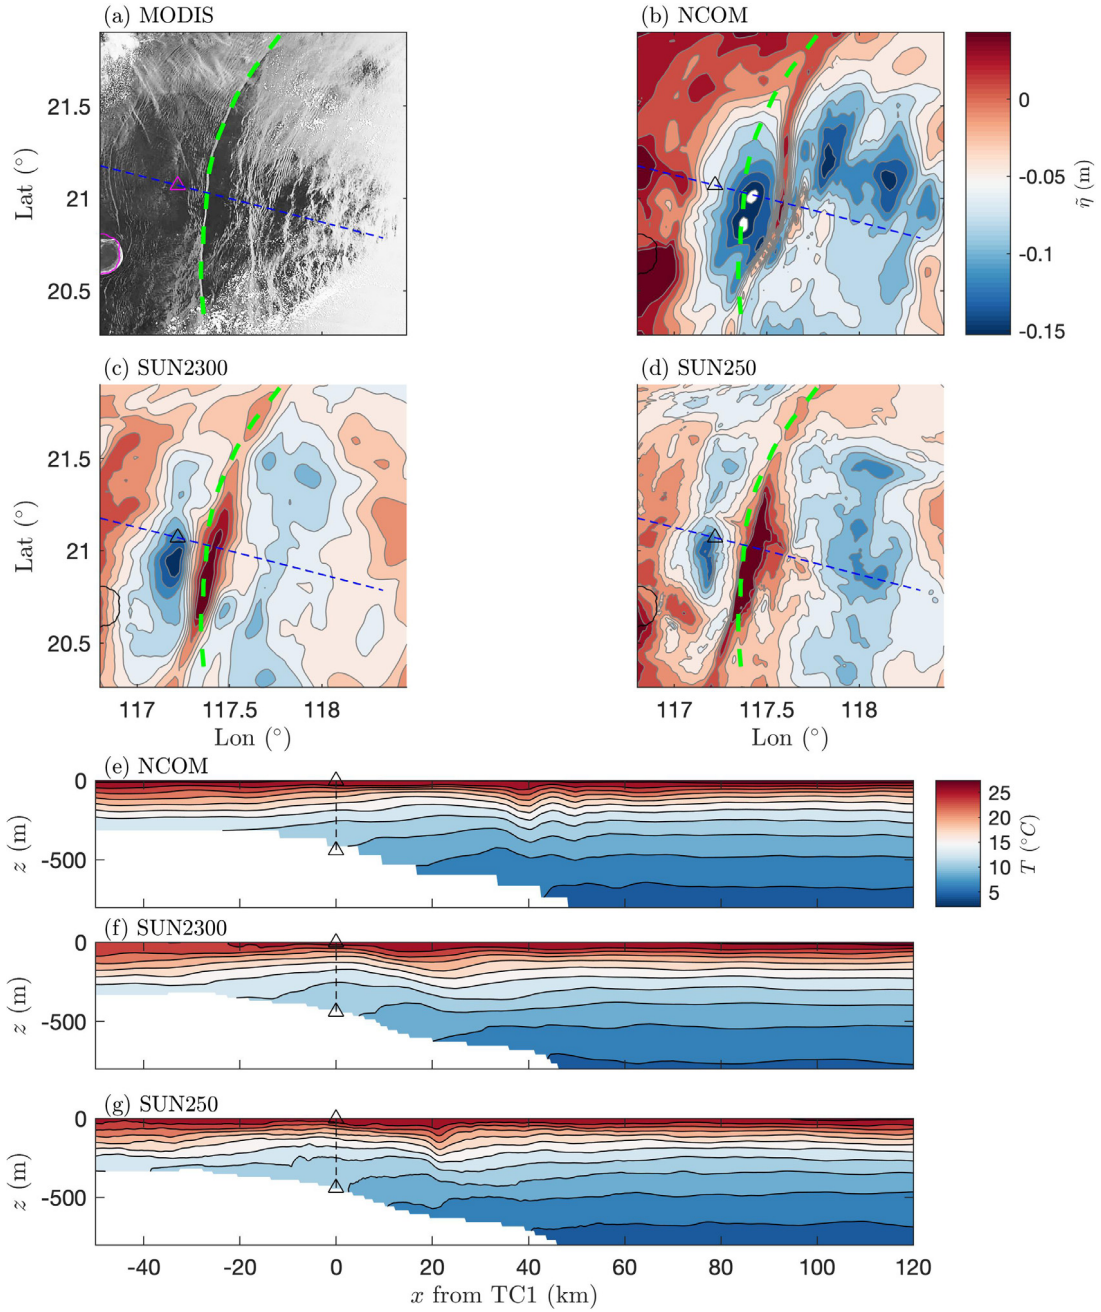 (a) MODIS
(b) NCOM
21.5
21
20.5
Lat (°)
0
-0.05
-0.1
-0.15
η̃ (m)
(c) SUN2300
(d) SUN250
21.5
21
20.5
Lat (°)
117 117.5 118
117 117.5 118
Lon (°)
Lon (°)
(e) NCOM
0
-500
z (m)
25
20
15
10
5
T (°C)
(f) SUN2300
0
-500
z (m)
(g) SUN250
0
-500
z (m)
-40 -20 0 20 40 60 80 100 120
x from TC1 (km)